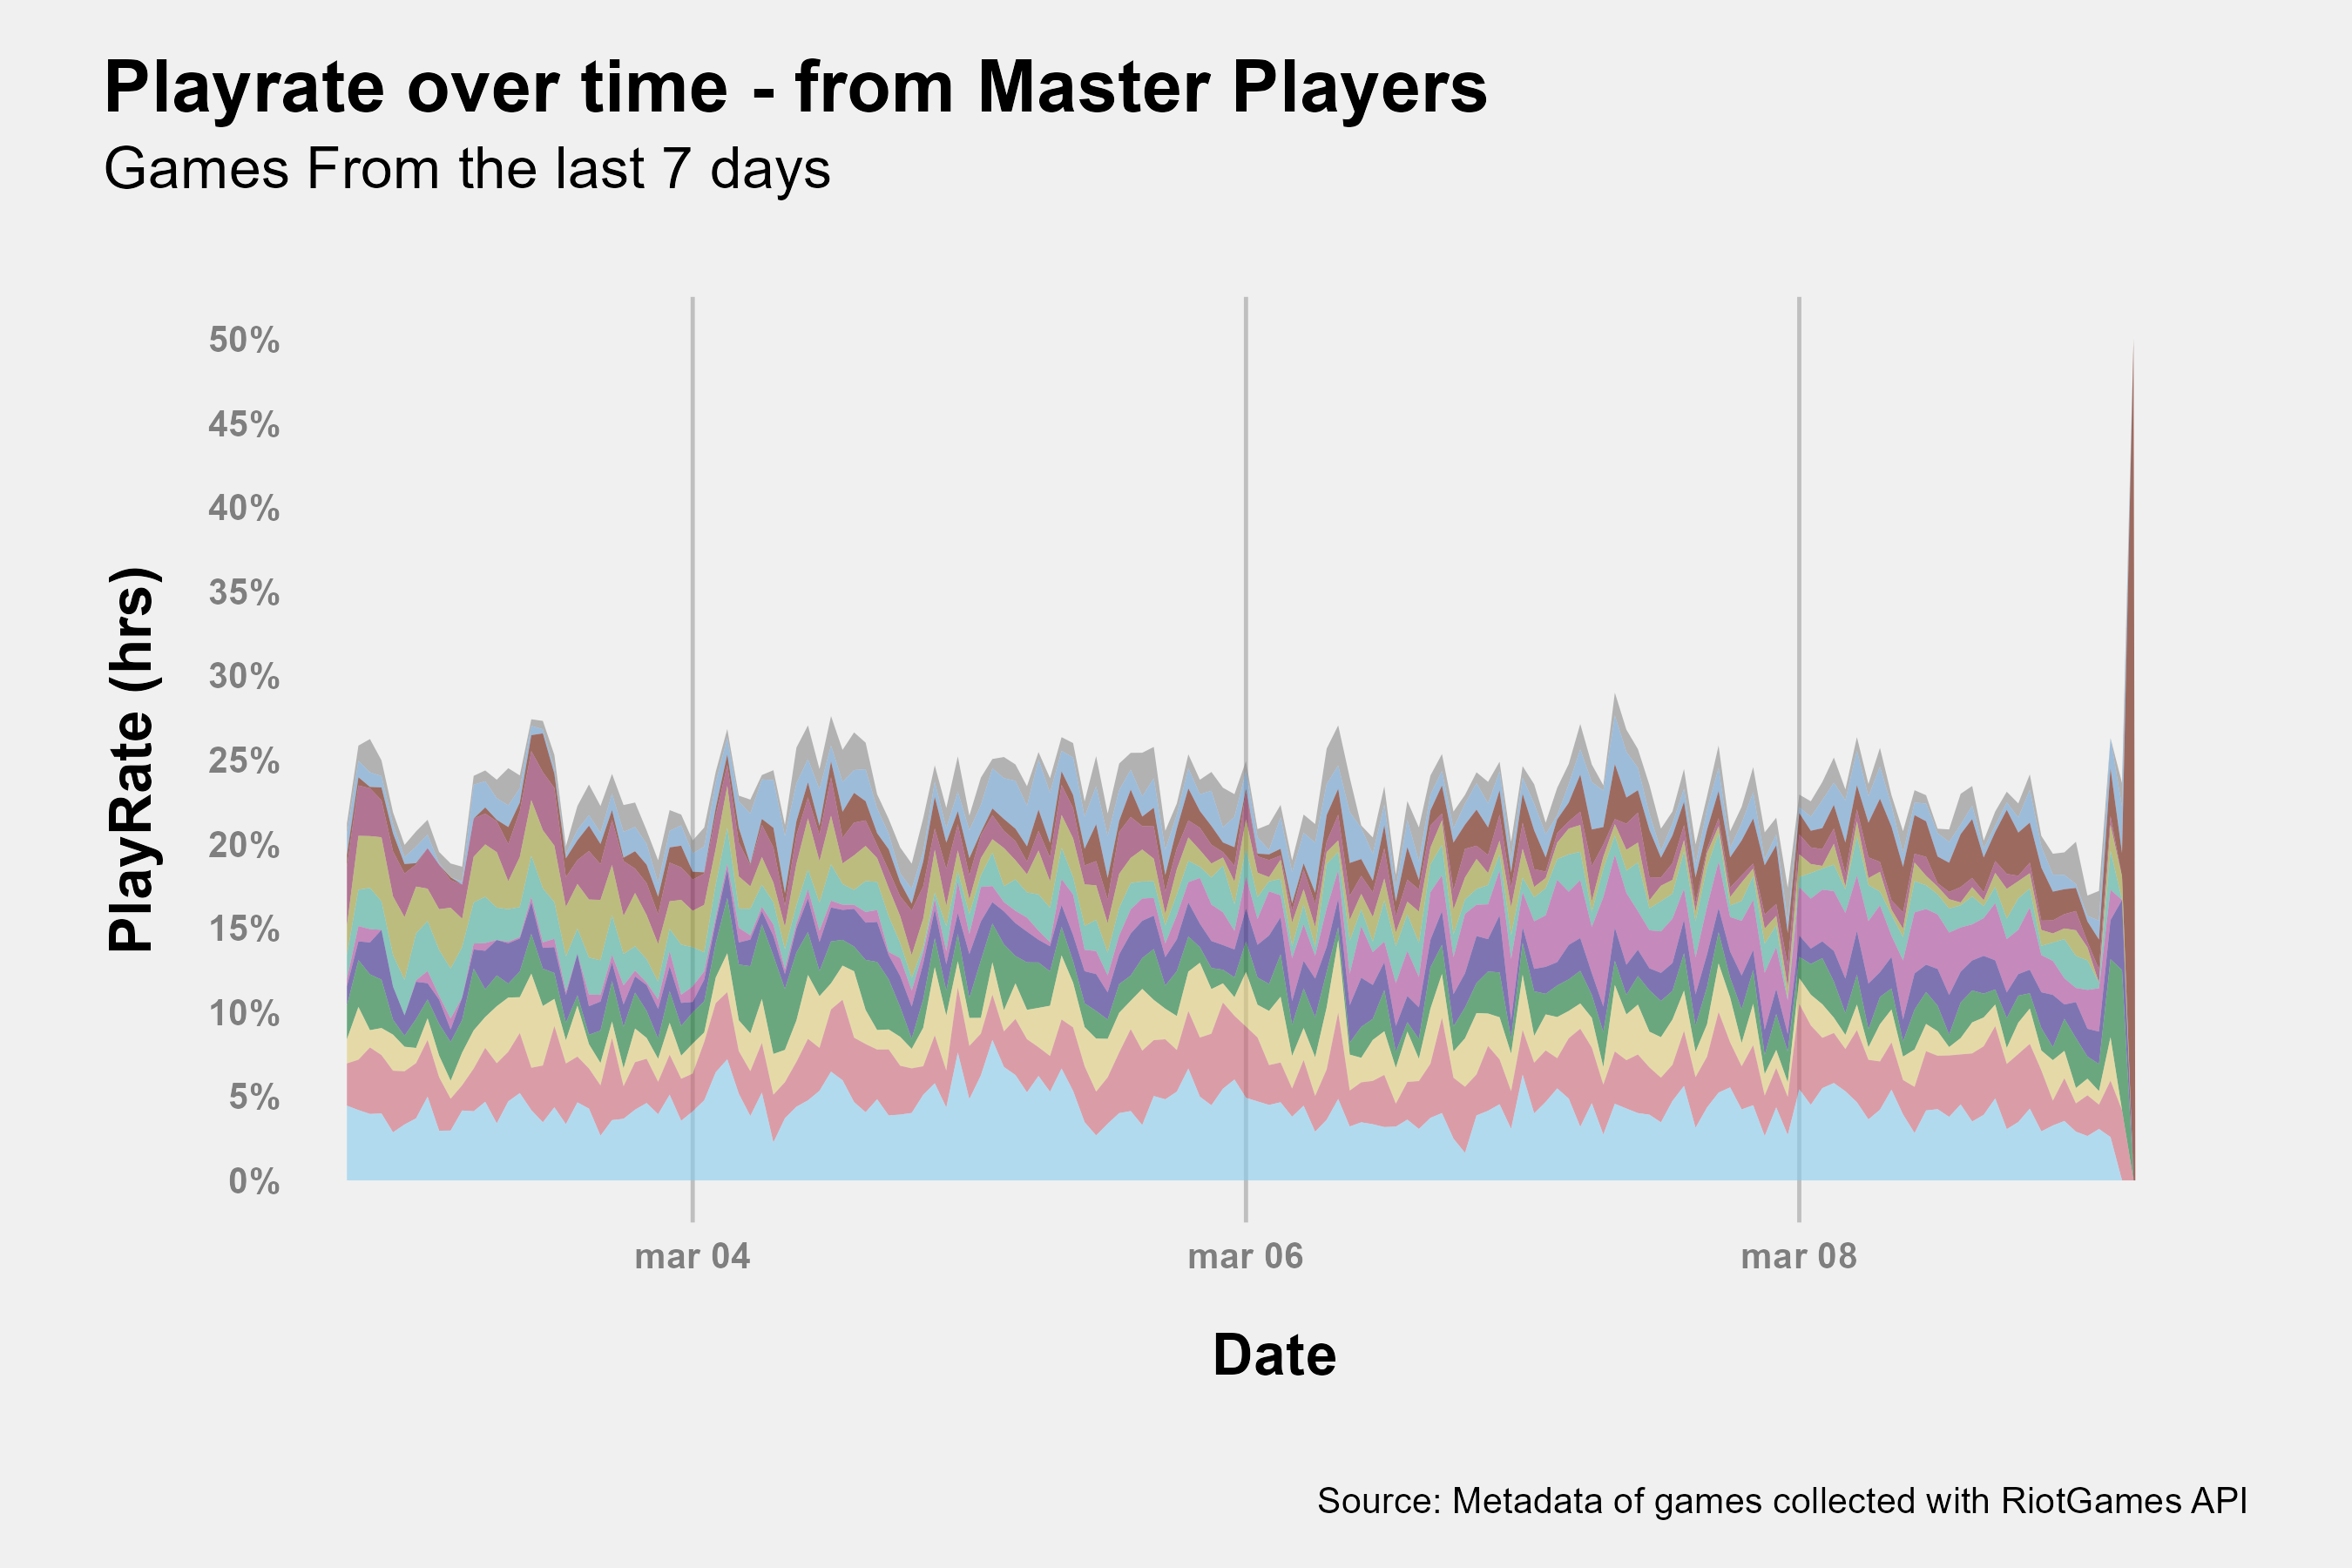 Playrate over time - from Master Players
Games From the last 7 days
PlayRate (hrs)
50%
45%
40%
35%
30%
25%
20%
15%
10%
5%
0%
mar 04
mar 06
mar 08
Date
Source: Metadata of games collected with RiotGames API